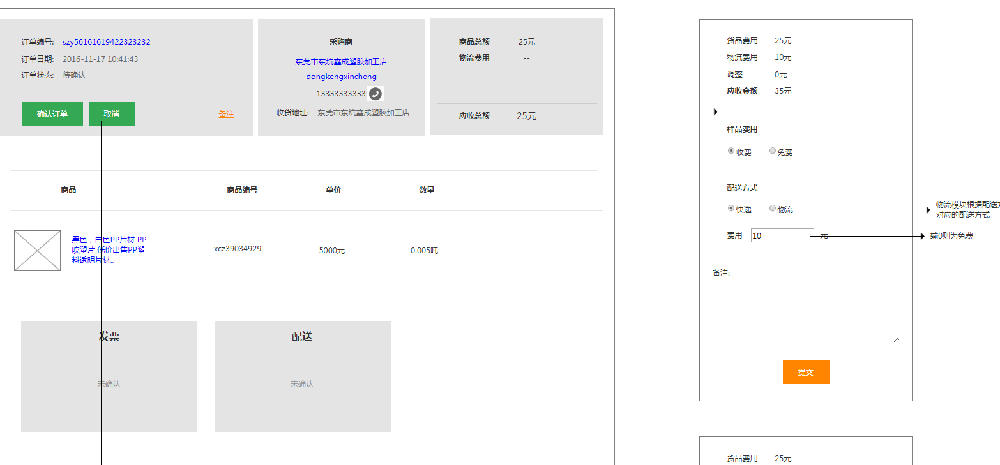 订单编号: szy56161619422323232
订单日期: 2016-11-17 10:41:43
订单状态: 待确认
确认订单 取消 备注
采购商
东莞市东坑鑫成塑胶加工店
dongkengxincheng
13333333333
收货地址: 东莞市东坑鑫成塑胶加工店
商品总额 25元
物流费用 --
应收总额 25元
商品 商品编号 单价 数量
黑色，白色PP片材 PP
吹塑片 低价出售PP塑
料透明片材..
xcz39034929 5000元 0.005吨
发票
未确认
配送
未确认
货品费用 25元
物流费用 10元
调整 0元
应收金额 35元
样品费用
收费 免费
配送方式
快递 物流
物流模块根据配送
对应的配送方式
费用 10 元
输0则为免费
备注:
提交
货品费用 25元